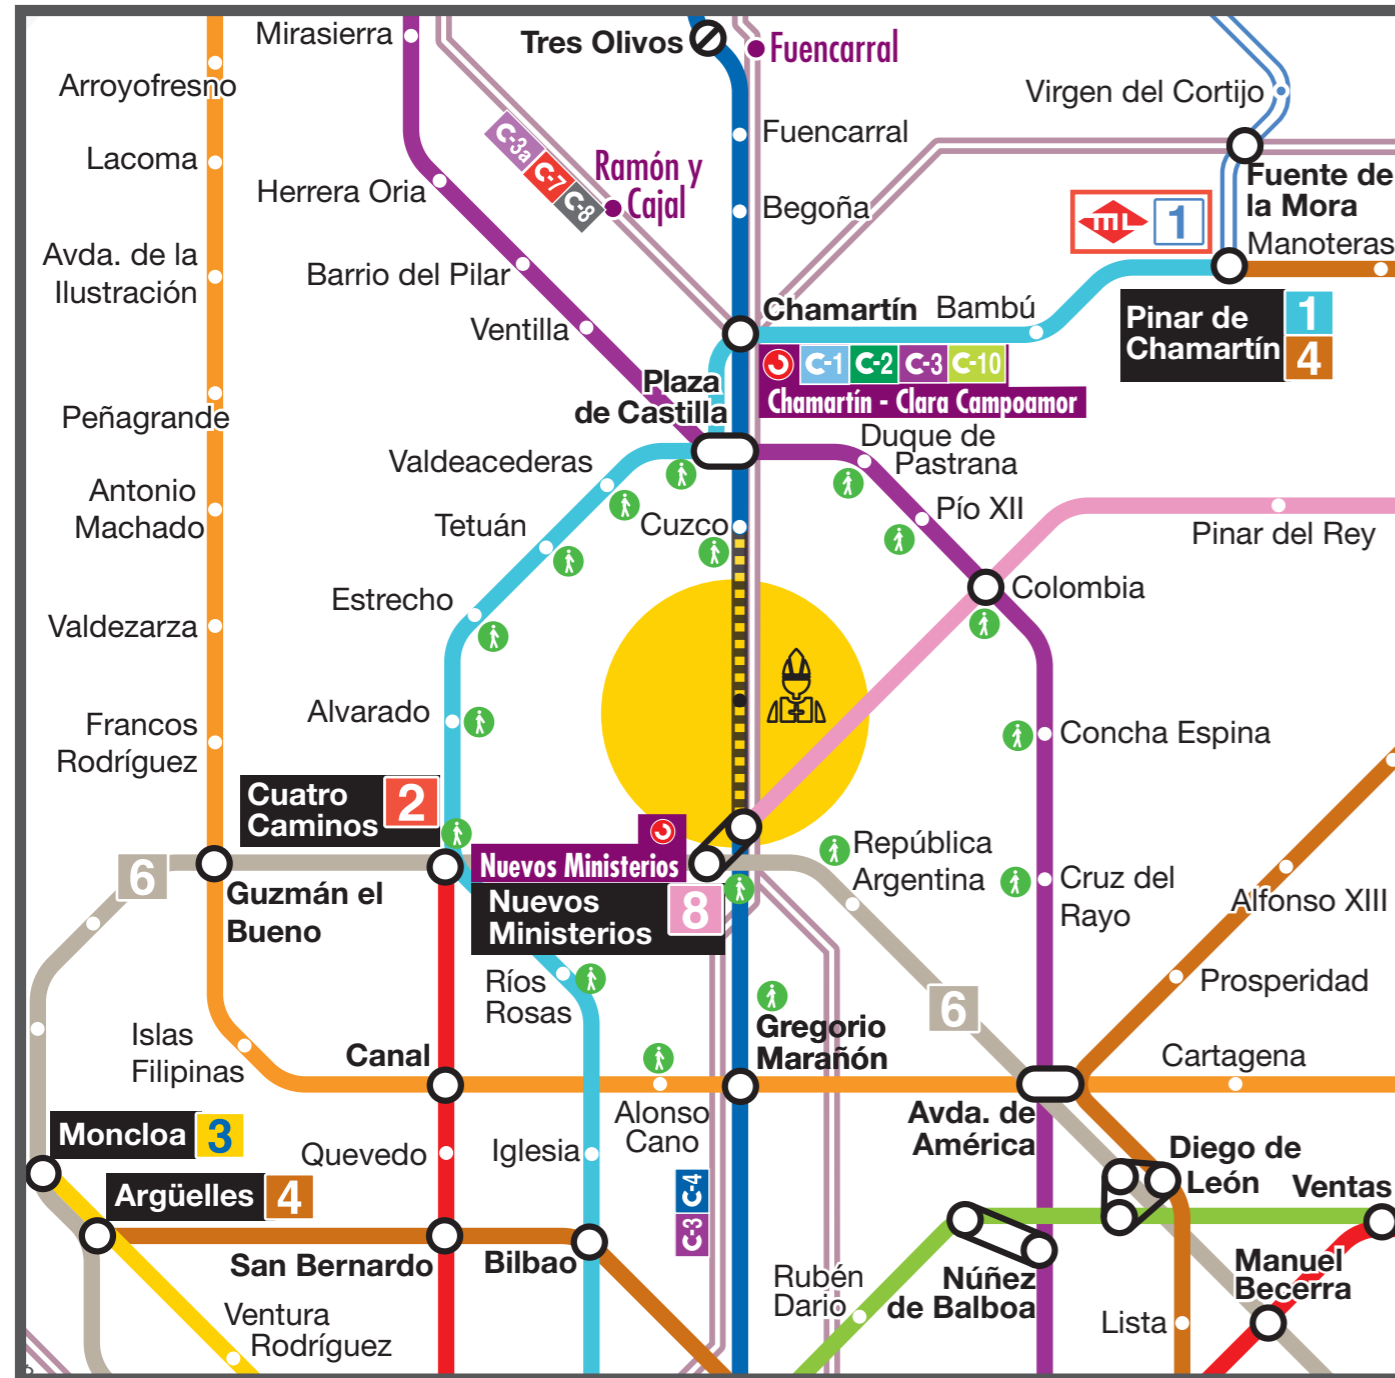 Mirasierra
Tres Olivos
Fuencarral
Arroyofresno
Virgen del Cortijo
Fuencarral
Lacoma
C-3a
C-7
C-8
Ramón y
Cajal
Herrera Oria
Fuente de
la Mora
Begoña
ML
1
Manoteras
Avda. de la
Ilustración
Barrio del Pilar
Ventilla
Chamartín
Bambú
Pinar de
Chamartín
1
4
C-1
C-2
C-3
C-10
Chamartín - Clara Campoamor
Plaza
de Castilla
Peñagrande
Duque de
Pastrana
Valdeacederas
Antonio
Machado
Pío XII
Tetuán
Cuzco
Pinar del Rey
Estrecho
Colombia
Valdezarza
Alvarado
Francos
Rodríguez
Concha Espina
Cuatro
Caminos
2
República
Argentina
Nuevos Ministerios
6
Cruz del
Rayo
Guzmán el
Bueno
Nuevos
Ministerios
8
Alfonso XIII
Ríos
Rosas
Prosperidad
6
Gregorio
Marañón
Islas
Filipinas
Canal
Cartagena
Alonso
Cano
Avda. de
América
Moncloa
3
Quevedo
Iglesia
Diego de
León
Ventas
Argüelles
4
C-4
C-3
San Bernardo
Bilbao
Rubén
Dario
Núñez
de Balboa
Manuel
Becerra
Ventura
Rodríguez
Lista